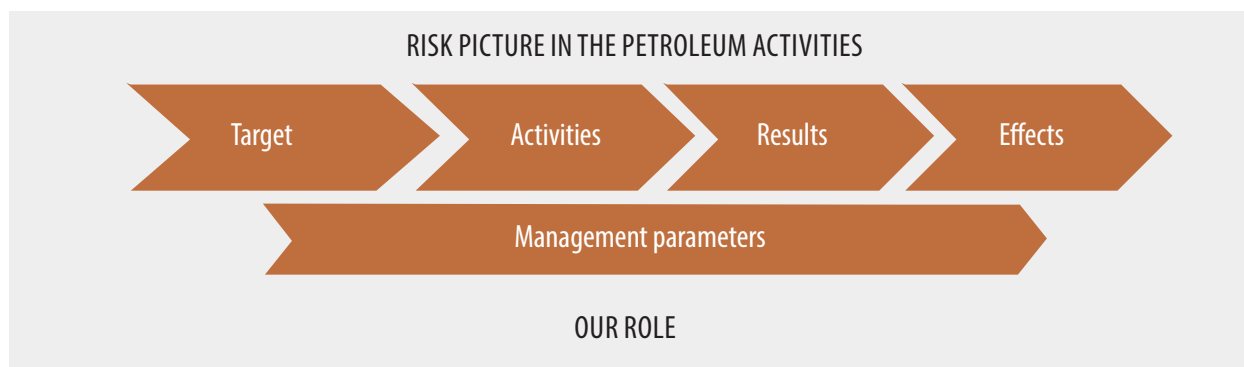 RISK PICTURE IN THE PETROLEUM ACTIVITIES
Target
Activities
Results
Effects
Management parameters
OUR ROLE